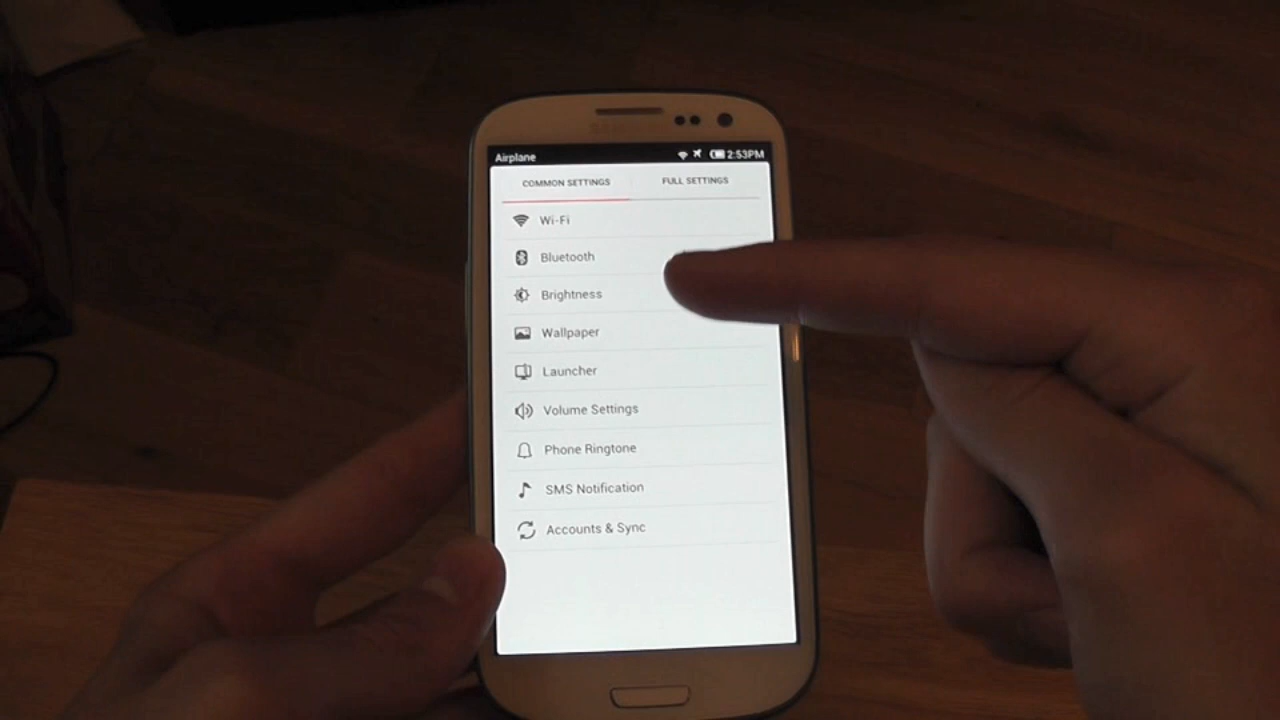 Airplane 2:53PM
COMMON SETTINGS FULL SETTINGS
Wi-Fi
Bluetooth
Brightness
Wallpaper
Launcher
Volume Settings
Phone Ringtone
SMS Notification
Accounts & Sync